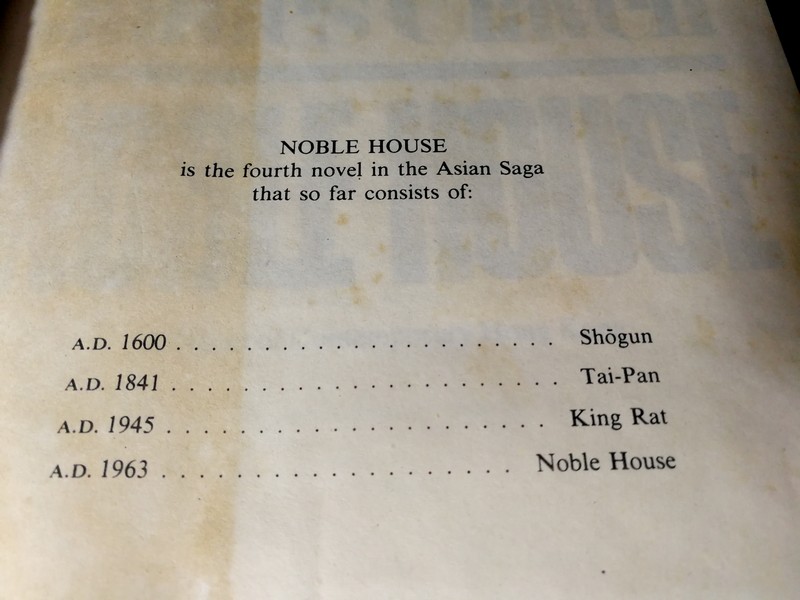 NOBLE HOUSE
is the fourth novel in the Asian Saga
that so far consists of:
A.D. 1600 . . . . . . . . . . . . . . . . . . . . . . Shōgun
A.D. 1841 . . . . . . . . . . . . . . . . . . . . . . Tai-Pan
A.D. 1945 . . . . . . . . . . . . . . . . . . . . . . King Rat
A.D. 1963 . . . . . . . . . . . . . . . . . . . . Noble House